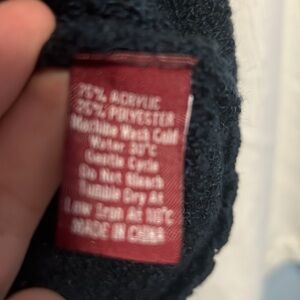 75% ACRYLIC
25% POLYESTER
Machine Wash Cold
Water 30°C
Gentle Cycle
Do Not Bleach
Tumble Dry At
Low Iron At 110°C
MADE IN CHINA